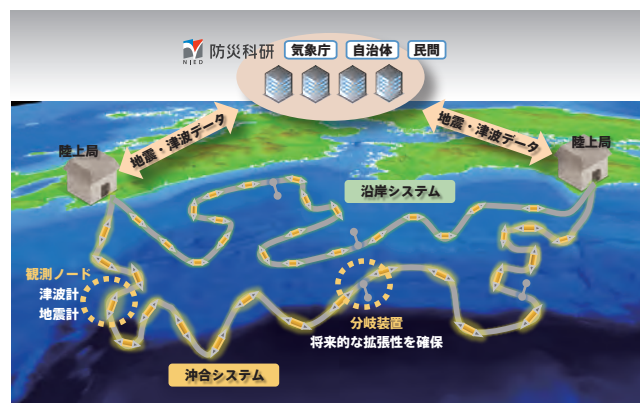 NIED
防災科研
気象庁
自治体
民間
地震・津波データ
地震・津波データ
陸上局
陸上局
沿岸システム
観測ノード
津波計
地震計
分岐装置
将来的な拡張性を確保
沖合システム